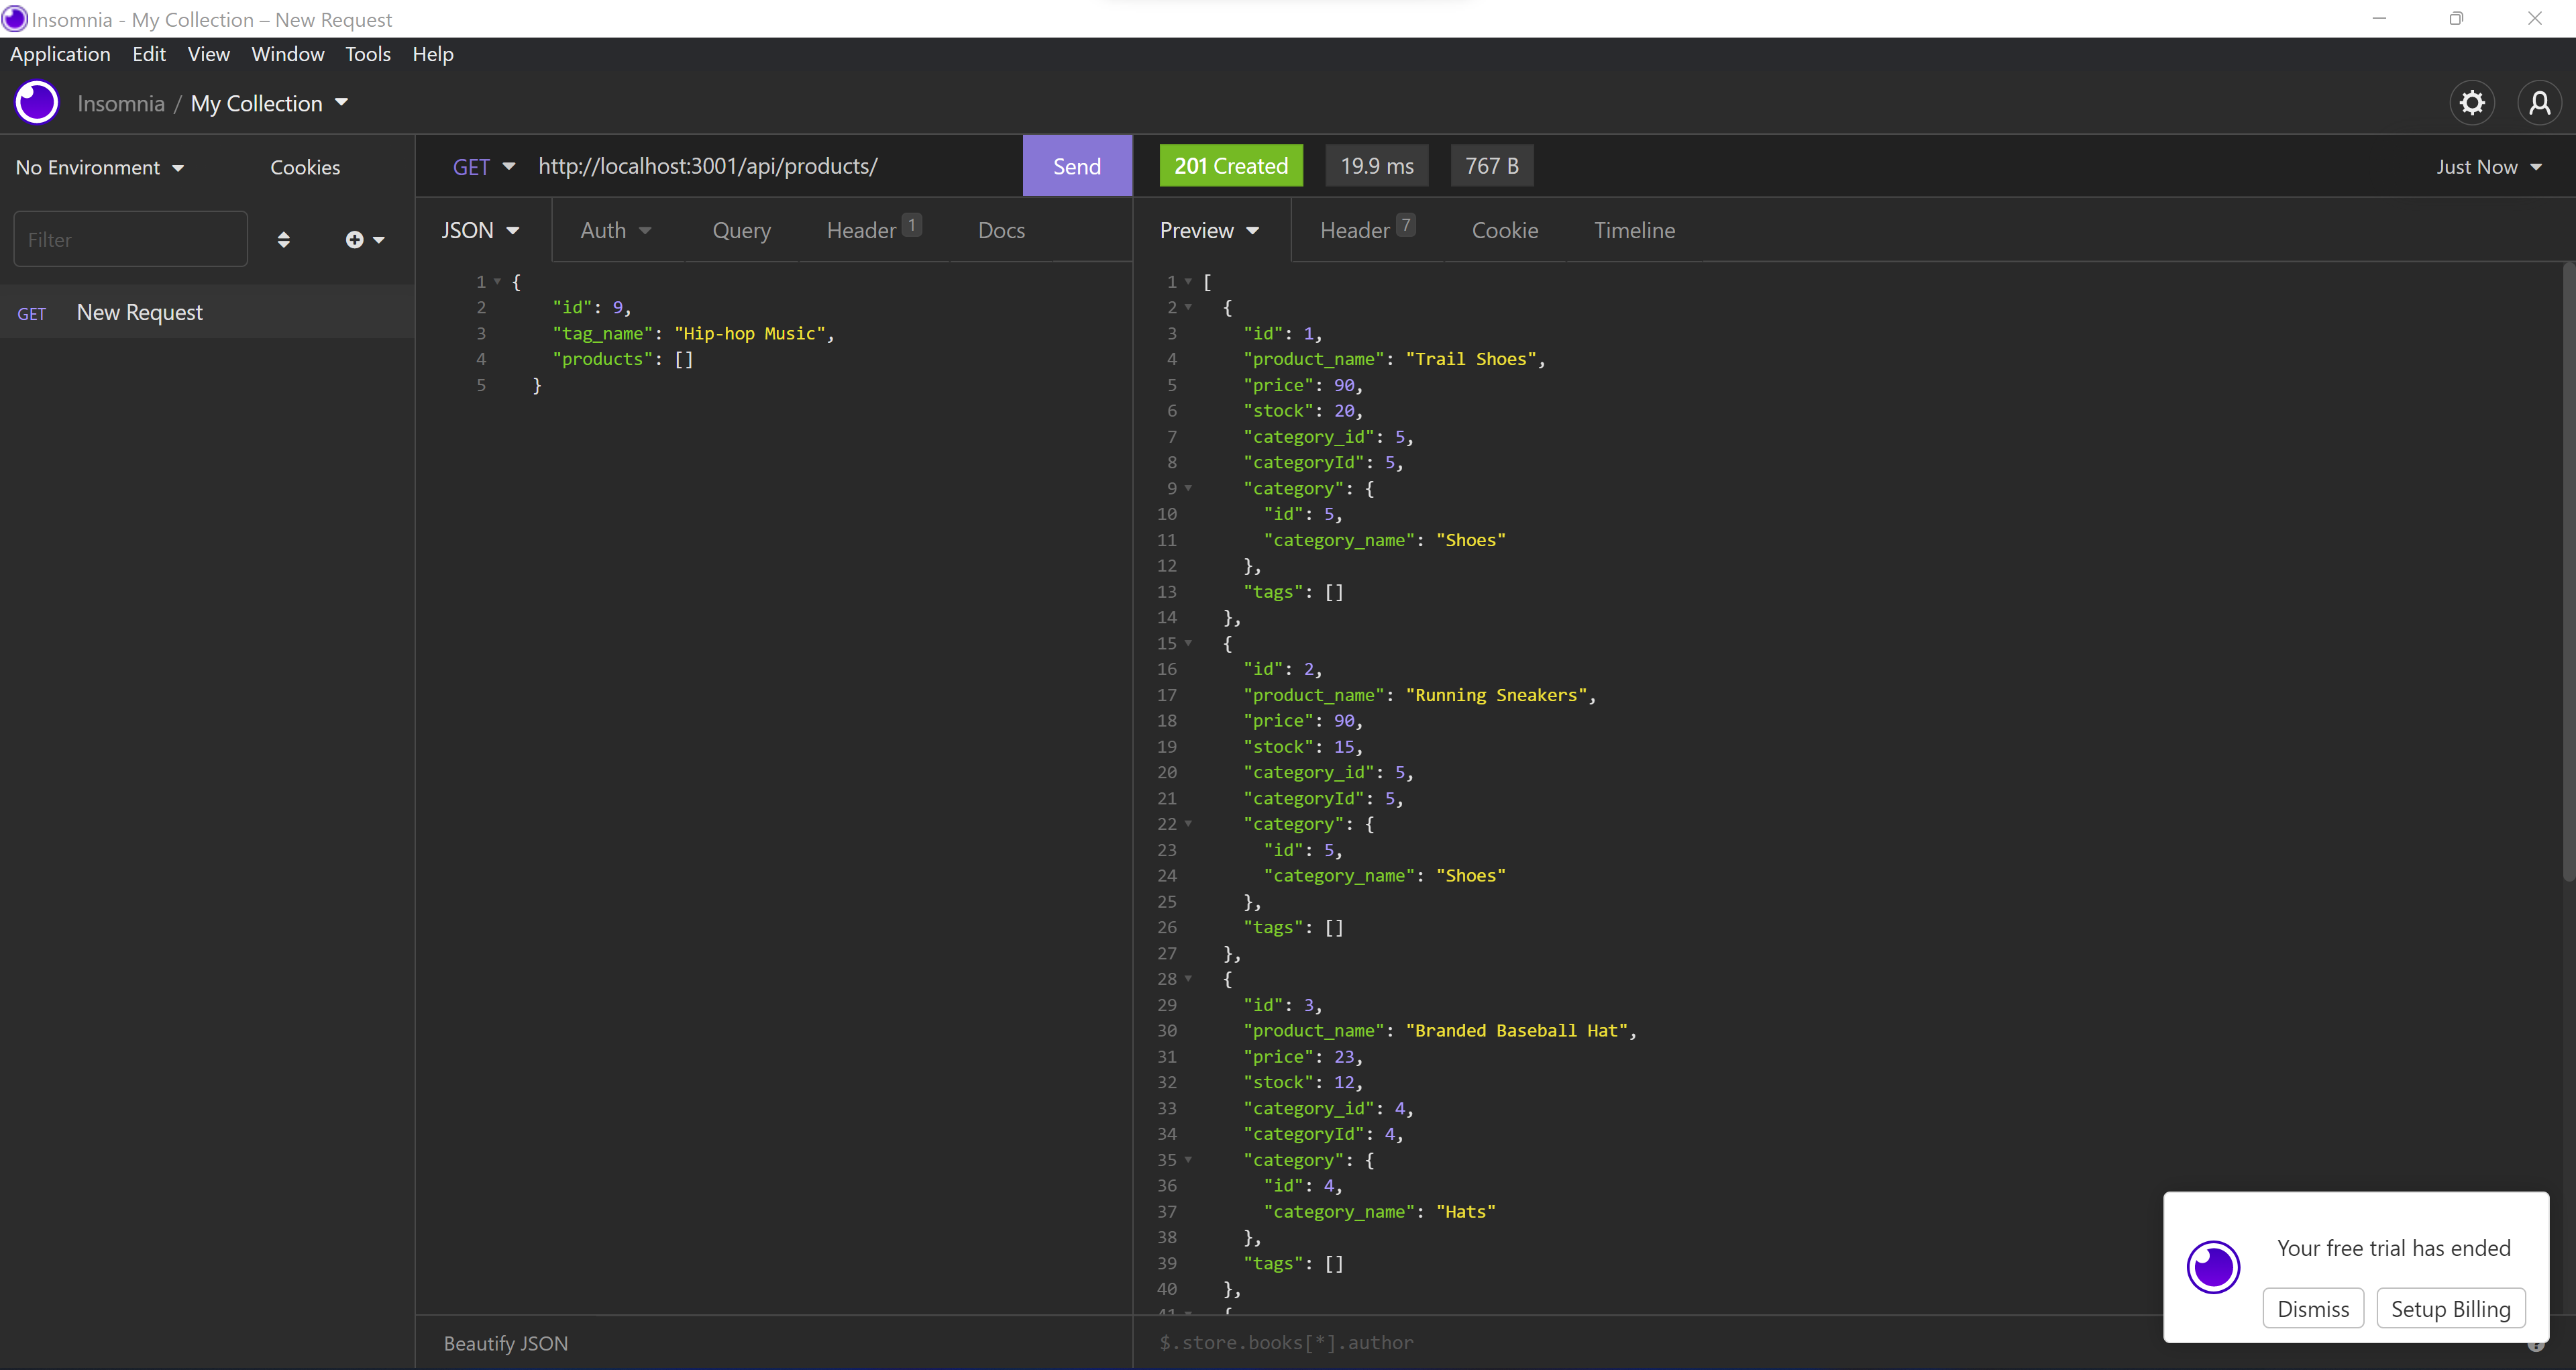 Insomnia - My Collection – New Request
Application Edit View Window Tools Help
Insomnia / My Collection
No Environment Cookies
Filter
GET New Request
GET http://localhost:3001/api/products/ Send
JSON Auth Query Header 1 Docs
1 {
2 "id": 9,
3 "tag_name": "Hip-hop Music",
4 "products": []
5 }
Beautify JSON
201 Created 19.9 ms 767 B Just Now
Preview Header 7 Cookie Timeline
1 [
2 {
3 "id": 1,
4 "product_name": "Trail Shoes",
5 "price": 90,
6 "stock": 20,
7 "category_id": 5,
8 "categoryId": 5,
9 "category": {
10 "id": 5,
11 "category_name": "Shoes"
12 },
13 "tags": []
14 },
15 {
16 "id": 2,
17 "product_name": "Running Sneakers",
18 "price": 90,
19 "stock": 15,
20 "category_id": 5,
21 "categoryId": 5,
22 "category": {
23 "id": 5,
24 "category_name": "Shoes"
25 },
26 "tags": []
27 },
28 {
29 "id": 3,
30 "product_name": "Branded Baseball Hat",
31 "price": 23,
32 "stock": 12,
33 "category_id": 4,
34 "categoryId": 4,
35 "category": {
36 "id": 4,
37 "category_name": "Hats"
38 },
39 "tags": []
40 },
41 {
$.store.books[*].author
Your free trial has ended
Dismiss Setup Billing